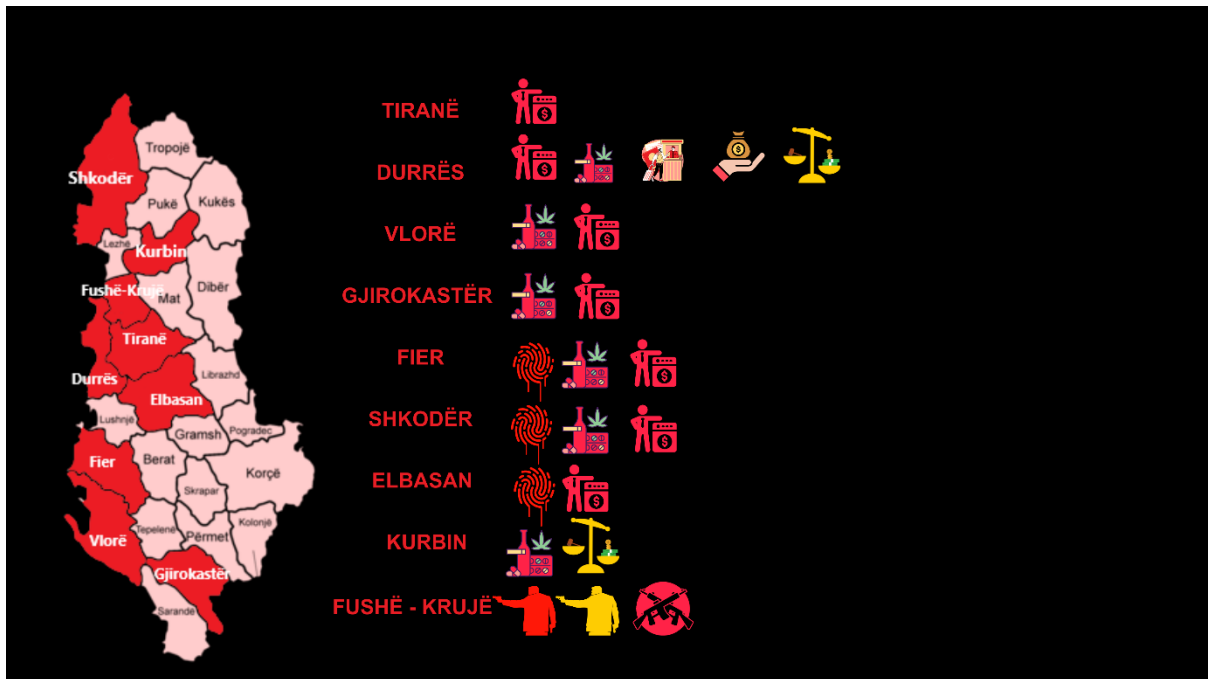 Tropojë
Shkodër
Pukë
Kukës
Lezhë
Kurbin
Dibër
Fushë-Krujë
Mat
Tiranë
Librazhd
Durrës
Elbasan
Lushnjë
Gramsh
Pogradec
Fier
Berat
Korçë
Skrapar
Kolonjë
Tepelenë
Përmet
Vlorë
Gjirokastër
Sarandë
TIRANË
DURRËS
VLORË
GJIROKASTËR
FIER
SHKODËR
ELBASAN
KURBIN
FUSHË - KRUJË